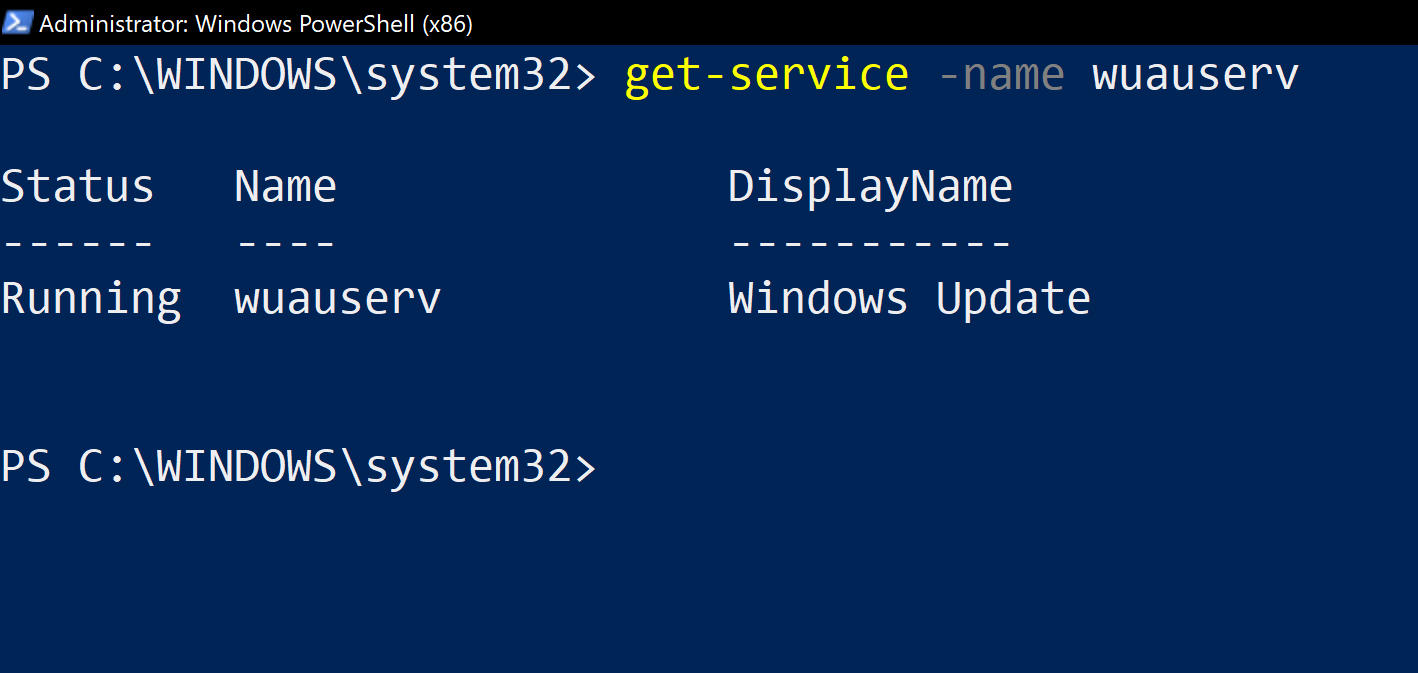 Administrator: Windows PowerShell (x86)
PS C:\WINDOWS\system32> get-service -name wuauserv
Status   Name               DisplayName
------   ----               -----------
Running  wuauserv           Windows Update
PS C:\WINDOWS\system32>